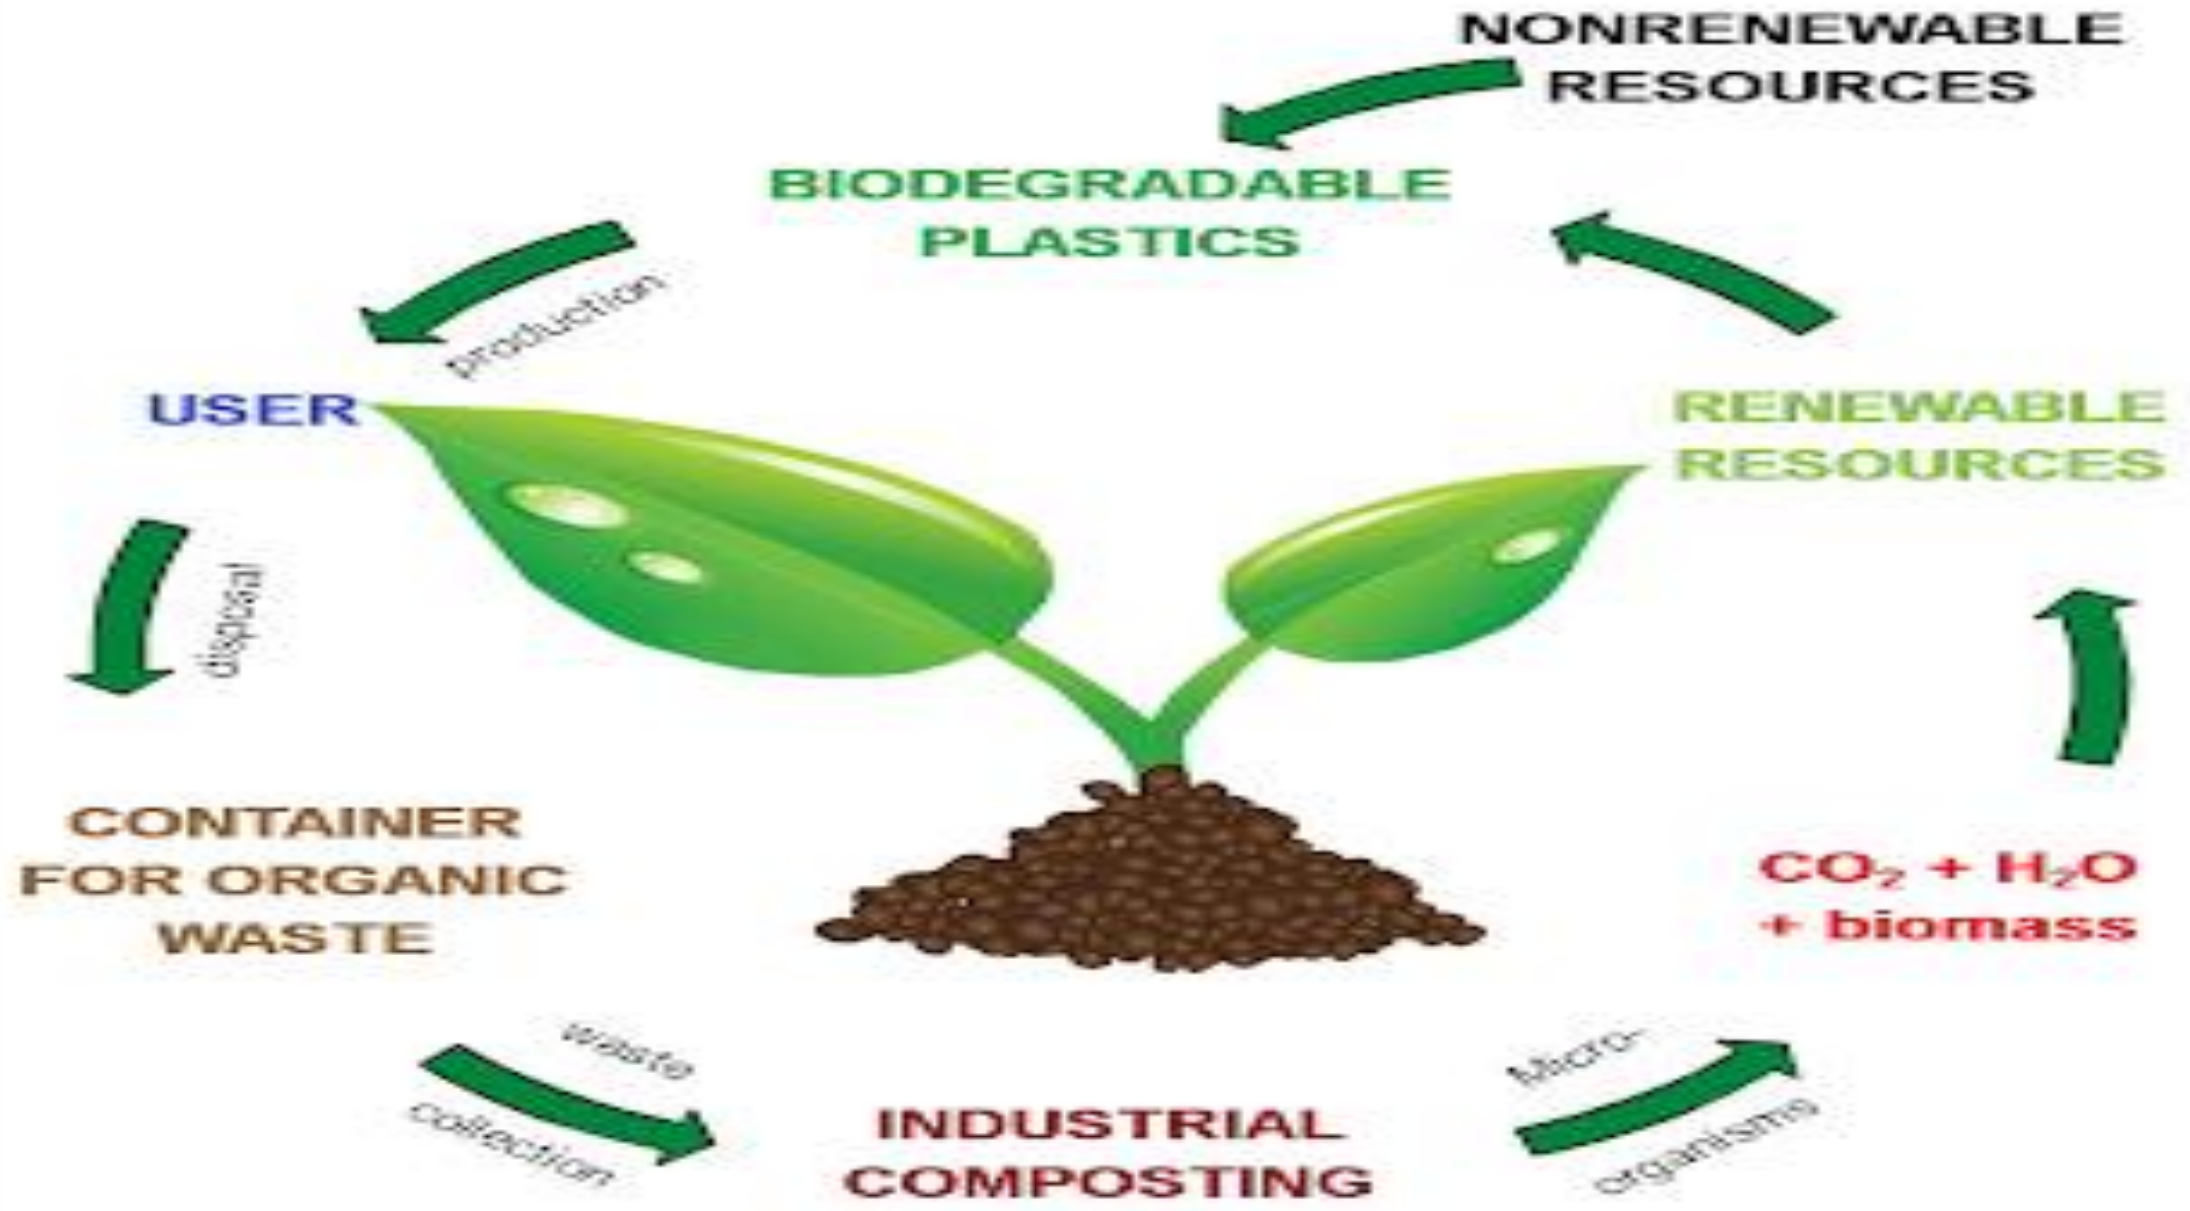 NONRENEWABLE
RESOURCES
BIODEGRADABLE
PLASTICS
production
USER
RENEWABLE
RESOURCES
disposal
CONTAINER
FOR ORGANIC
WASTE
CO₂ + H₂O
+ biomass
waste
collection
INDUSTRIAL
COMPOSTING
Micro-
organisms